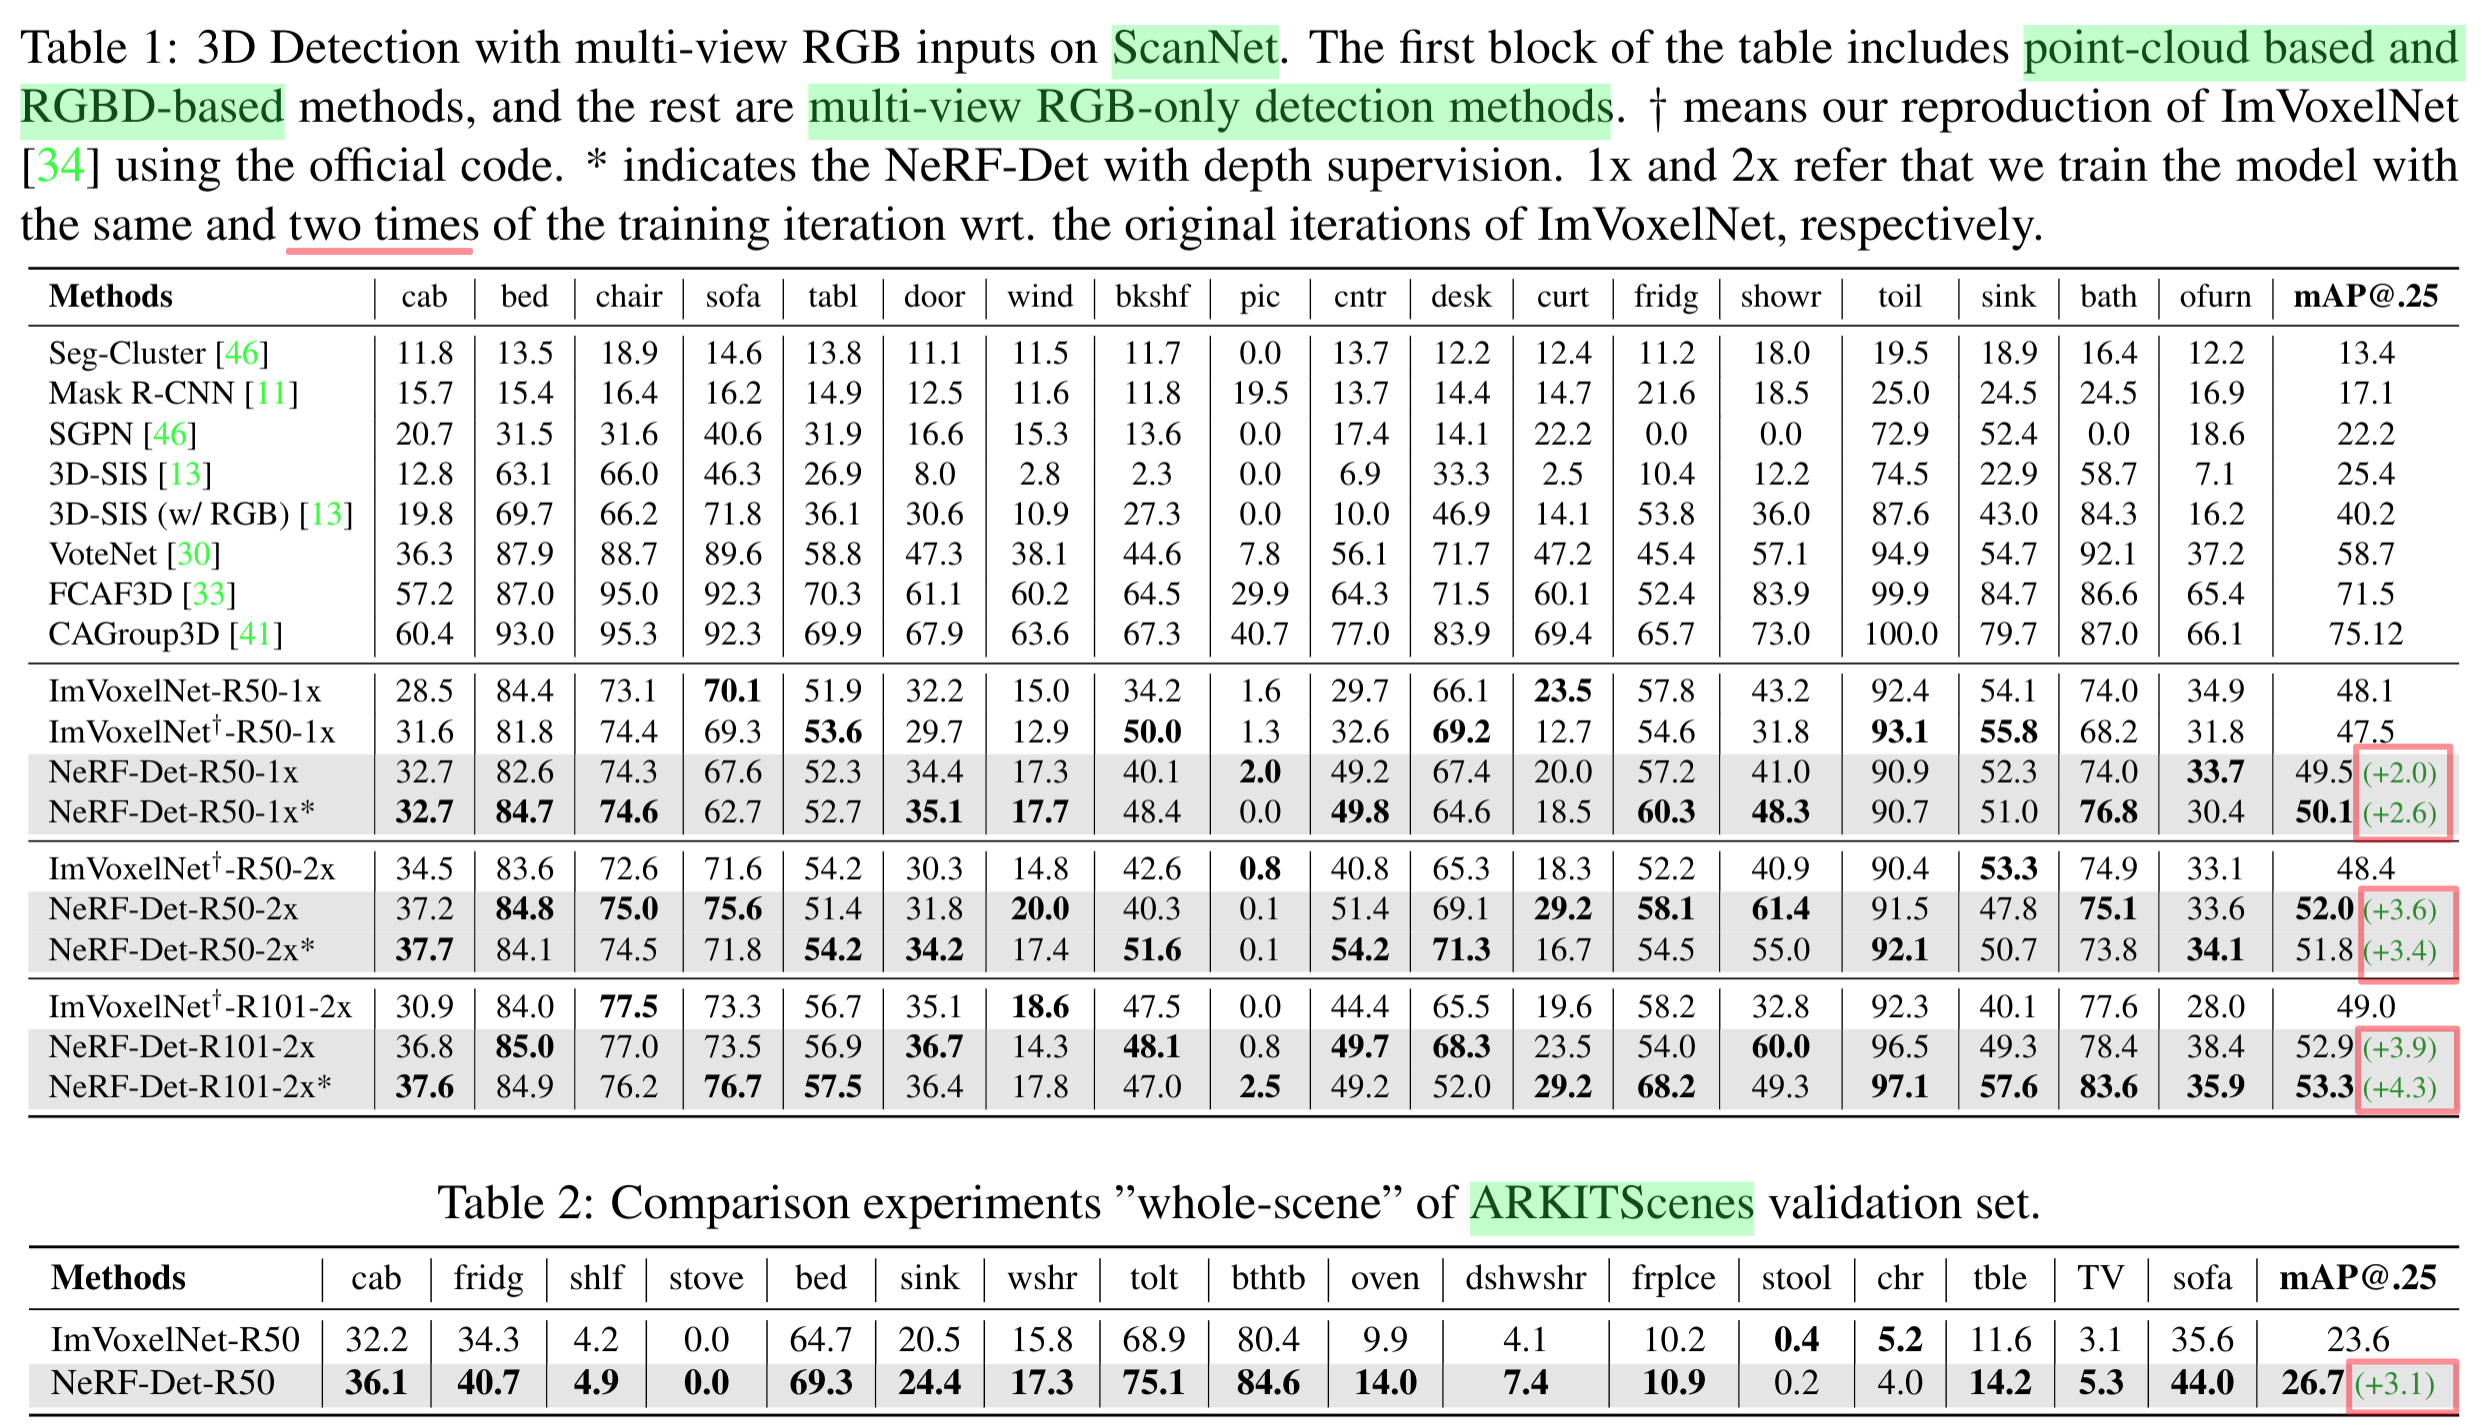 Table 1: 3D Detection with multi-view RGB inputs on ScanNet. The first block of the table includes point-cloud based and
RGBD-based methods, and the rest are multi-view RGB-only detection methods. † means our reproduction of ImVoxelNet
[34] using the official code. * indicates the NeRF-Det with depth supervision. 1x and 2x refer that we train the model with
the same and two times of the training iteration wrt. the original iterations of ImVoxelNet, respectively.
Methods cab bed chair sofa tabl door wind bkshf pic cntr desk curt fridg showr toil sink bath ofurn mAP@.25
Seg-Cluster [46] 11.8 13.5 18.9 14.6 13.8 11.1 11.5 11.7 0.0 13.7 12.2 12.4 11.2 18.0 19.5 18.9 16.4 12.2 13.4
Mask R-CNN [11] 15.7 15.4 16.4 16.2 14.9 12.5 11.6 11.8 19.5 13.7 14.4 14.7 21.6 18.5 25.0 24.5 24.5 16.9 17.1
SGPN [46] 20.7 31.5 31.6 40.6 31.9 16.6 15.3 13.6 0.0 17.4 14.1 22.2 0.0 0.0 72.9 52.4 0.0 18.6 22.2
3D-SIS [13] 12.8 63.1 66.0 46.3 26.9 8.0 2.8 2.3 0.0 6.9 33.3 2.5 10.4 12.2 74.5 22.9 58.7 7.1 25.4
3D-SIS (w/ RGB) [13] 19.8 69.7 66.2 71.8 36.1 30.6 10.9 27.3 0.0 10.0 46.9 14.1 53.8 36.0 87.6 43.0 84.3 16.2 40.2
VoteNet [30] 36.3 87.9 88.7 89.6 58.8 47.3 38.1 44.6 7.8 56.1 71.7 47.2 45.4 57.1 94.9 54.7 92.1 37.2 58.7
FCAF3D [33] 57.2 87.0 95.0 92.3 70.3 61.1 60.2 64.5 29.9 64.3 71.5 60.1 52.4 83.9 99.9 84.7 86.6 65.4 71.5
CAGroup3D [41] 60.4 93.0 95.3 92.3 69.9 67.9 63.6 67.3 40.7 77.0 83.9 69.4 65.7 73.0 100.0 79.7 87.0 66.1 75.12
ImVoxelNet-R50-1x 28.5 84.4 73.1 70.1 51.9 32.2 15.0 34.2 1.6 29.7 66.1 23.5 57.8 43.2 92.4 54.1 74.0 34.9 48.1
ImVoxelNet†-R50-1x 31.6 81.8 74.4 69.3 53.6 29.7 12.9 50.0 1.3 32.6 69.2 12.7 54.6 31.8 93.1 55.8 68.2 31.8 47.5
NeRF-Det-R50-1x 32.7 82.6 74.3 67.6 52.3 34.4 17.3 40.1 2.0 49.2 67.4 20.0 57.2 41.0 90.9 52.3 74.0 33.7 49.5 (+2.0)
NeRF-Det-R50-1x* 32.7 84.7 74.6 62.7 52.7 35.1 17.7 48.4 0.0 49.8 64.6 18.5 60.3 48.3 90.7 51.0 76.8 30.4 50.1 (+2.6)
ImVoxelNet†-R50-2x 34.5 83.6 72.6 71.6 54.2 30.3 14.8 42.6 0.8 40.8 65.3 18.3 52.2 40.9 90.4 53.3 74.9 33.1 48.4
NeRF-Det-R50-2x 37.2 84.8 75.0 75.6 51.4 31.8 20.0 40.3 0.1 51.4 69.1 29.2 58.1 61.4 91.5 47.8 75.1 33.6 52.0 (+3.6)
NeRF-Det-R50-2x* 37.7 84.1 74.5 71.8 54.2 34.2 17.4 51.6 0.1 54.2 71.3 16.7 54.5 55.0 92.1 50.7 73.8 34.1 51.8 (+3.4)
ImVoxelNet†-R101-2x 30.9 84.0 77.5 73.3 56.7 35.1 18.6 47.5 0.0 44.4 65.5 19.6 58.2 32.8 92.3 40.1 77.6 28.0 49.0
NeRF-Det-R101-2x 36.8 85.0 77.0 73.5 56.9 36.7 14.3 48.1 0.8 49.7 68.3 23.5 54.0 60.0 96.5 49.3 78.4 38.4 52.9 (+3.9)
NeRF-Det-R101-2x* 37.6 84.9 76.2 76.7 57.5 36.4 17.8 47.0 2.5 49.2 52.0 29.2 68.2 49.3 97.1 57.6 83.6 35.9 53.3 (+4.3)
Table 2: Comparison experiments ”whole-scene” of ARKITScenes validation set.
Methods cab fridg shlf stove bed sink wshr tolt bthtb oven dshwshr frplce stool chr tble TV sofa mAP@.25
ImVoxelNet-R50 32.2 34.3 4.2 0.0 64.7 20.5 15.8 68.9 80.4 9.9 4.1 10.2 0.4 5.2 11.6 3.1 35.6 23.6
NeRF-Det-R50 36.1 40.7 4.9 0.0 69.3 24.4 17.3 75.1 84.6 14.0 7.4 10.9 0.2 4.0 14.2 5.3 44.0 26.7 (+3.1)